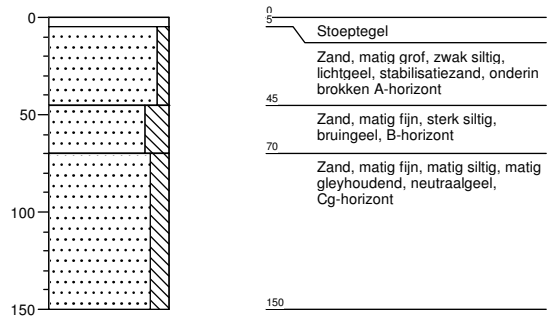 0
50
100
150
0
5
Stoeptegel
Zand, matig grof, zwak siltig,
lichtgeel, stabilisatiezand, onderin
brokken A-horizont
45
Zand, matig fijn, sterk siltig,
bruingeel, B-horizont
70
Zand, matig fijn, matig siltig, matig
gleyhoudend, neutraalgeel,
Cg-horizont
150